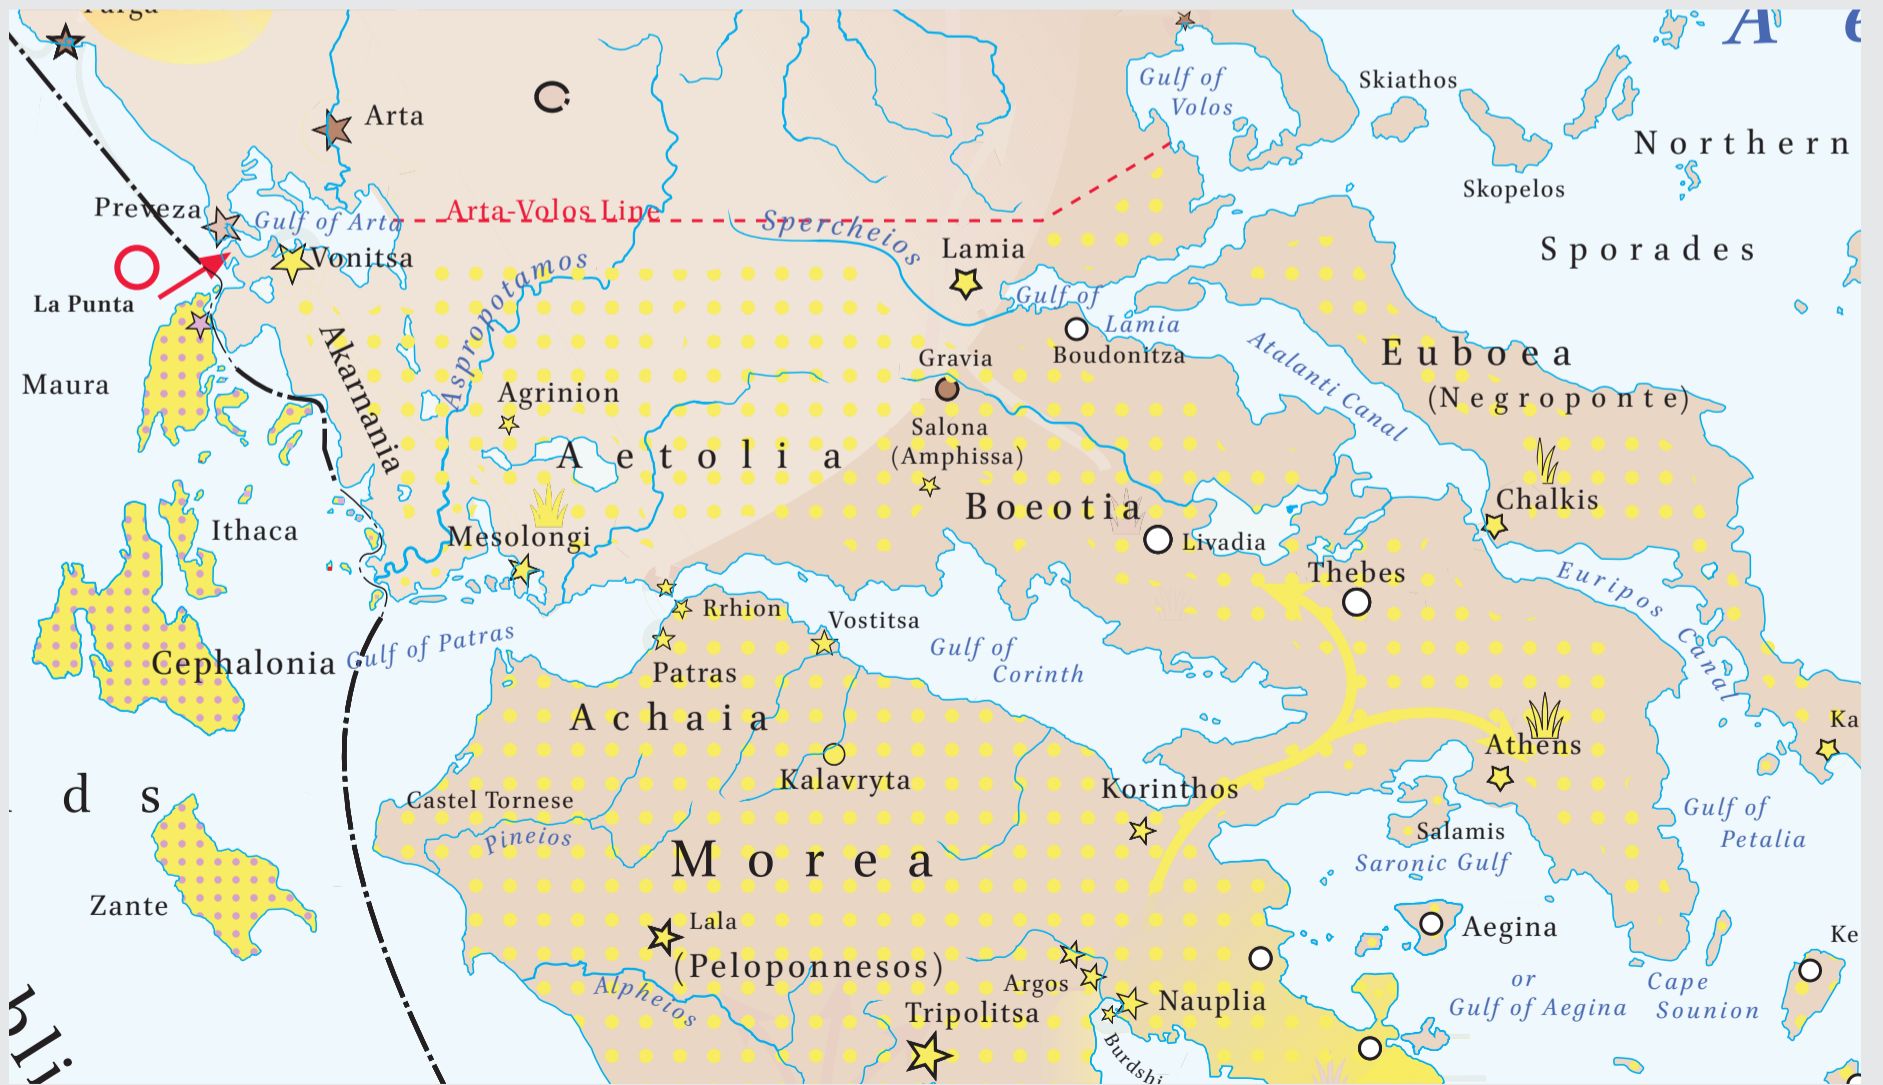 Parga
A
Skiathos
Gulf of
Volos
Arta
Northern
Skopelos
Preveza
Gulf of Arta
Arta-Volos Line
Spercheios
Sporades
Lamia
Vonitsa
La Punta
Aspropotamos
Gulf of
Lamia
Boudonitza
Atalanti Canal
Euboea
(Negroponte)
Gravia
Maura
Akarnania
Agrinion
Aetolia
Salona
(Amphissa)
Boeotia
Chalkis
Ithaca
Mesolongi
Livadia
Thebes
Euripos Canal
Rrhion
Vostitsa
Gulf of Patras
Cephalonia
Patras
Gulf of
Corinth
Achaia
Ka
Athens
Kalavryta
Korinthos
ds
Castel Tornese
Pineios
Salamis
Gulf of
Petalia
Morea
Saronic Gulf
Zante
Lala
Aegina
Ke
(Peloponnesos)
Argos
or
Gulf of Aegina
Cape
Sounion
Alpheios
Nauplia
Tripolitsa
Burdshi
bli